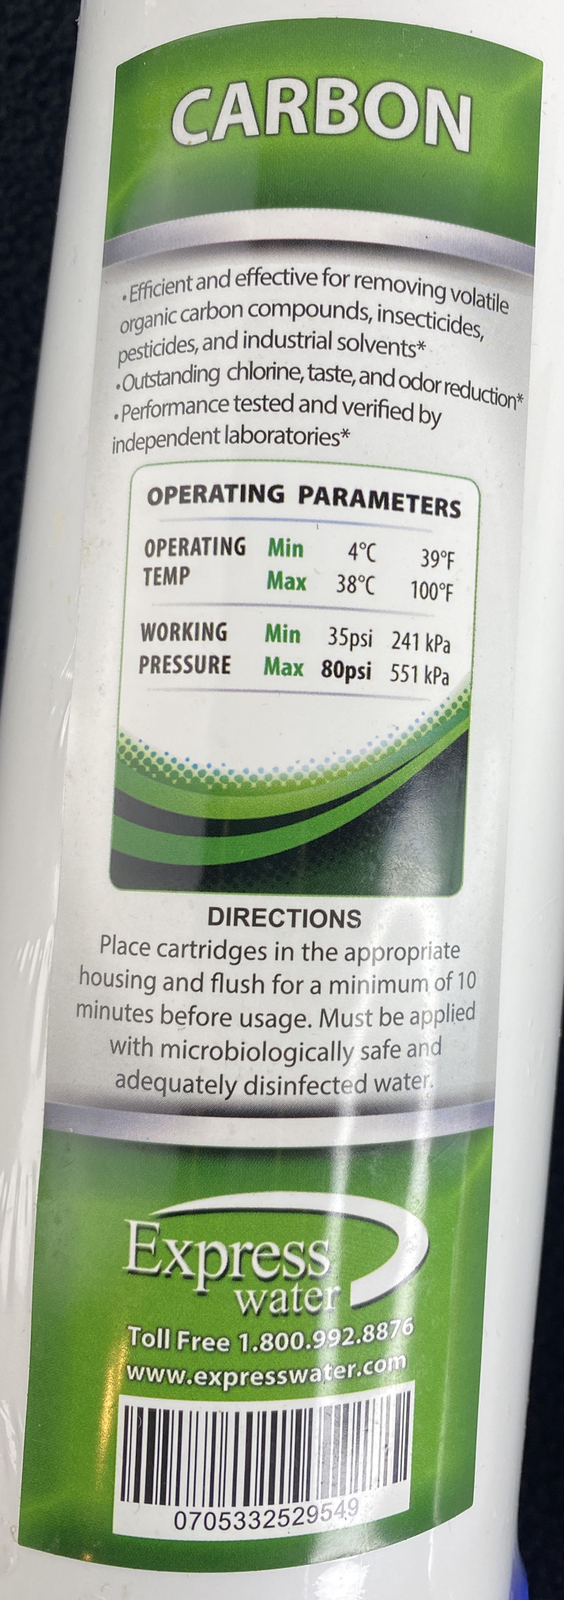 CARBON
•Efficient and effective for removing volatile
organic carbon compounds, insecticides,
pesticides, and industrial solvents*
•Outstanding chlorine, taste, and odor reduction*
•Performance tested and verified by
independent laboratories*
OPERATING PARAMETERS
OPERATING Min 4°C 39°F
TEMP Max 38°C 100°F
WORKING Min 35psi 241 kPa
PRESSURE Max 80psi 551 kPa
DIRECTIONS
Place cartridges in the appropriate
housing and flush for a minimum of 10
minutes before usage. Must be applied
with microbiologically safe and
adequately disinfected water.
Express
water
Toll Free 1.800.992.8876
www.expresswater.com
0705332529549